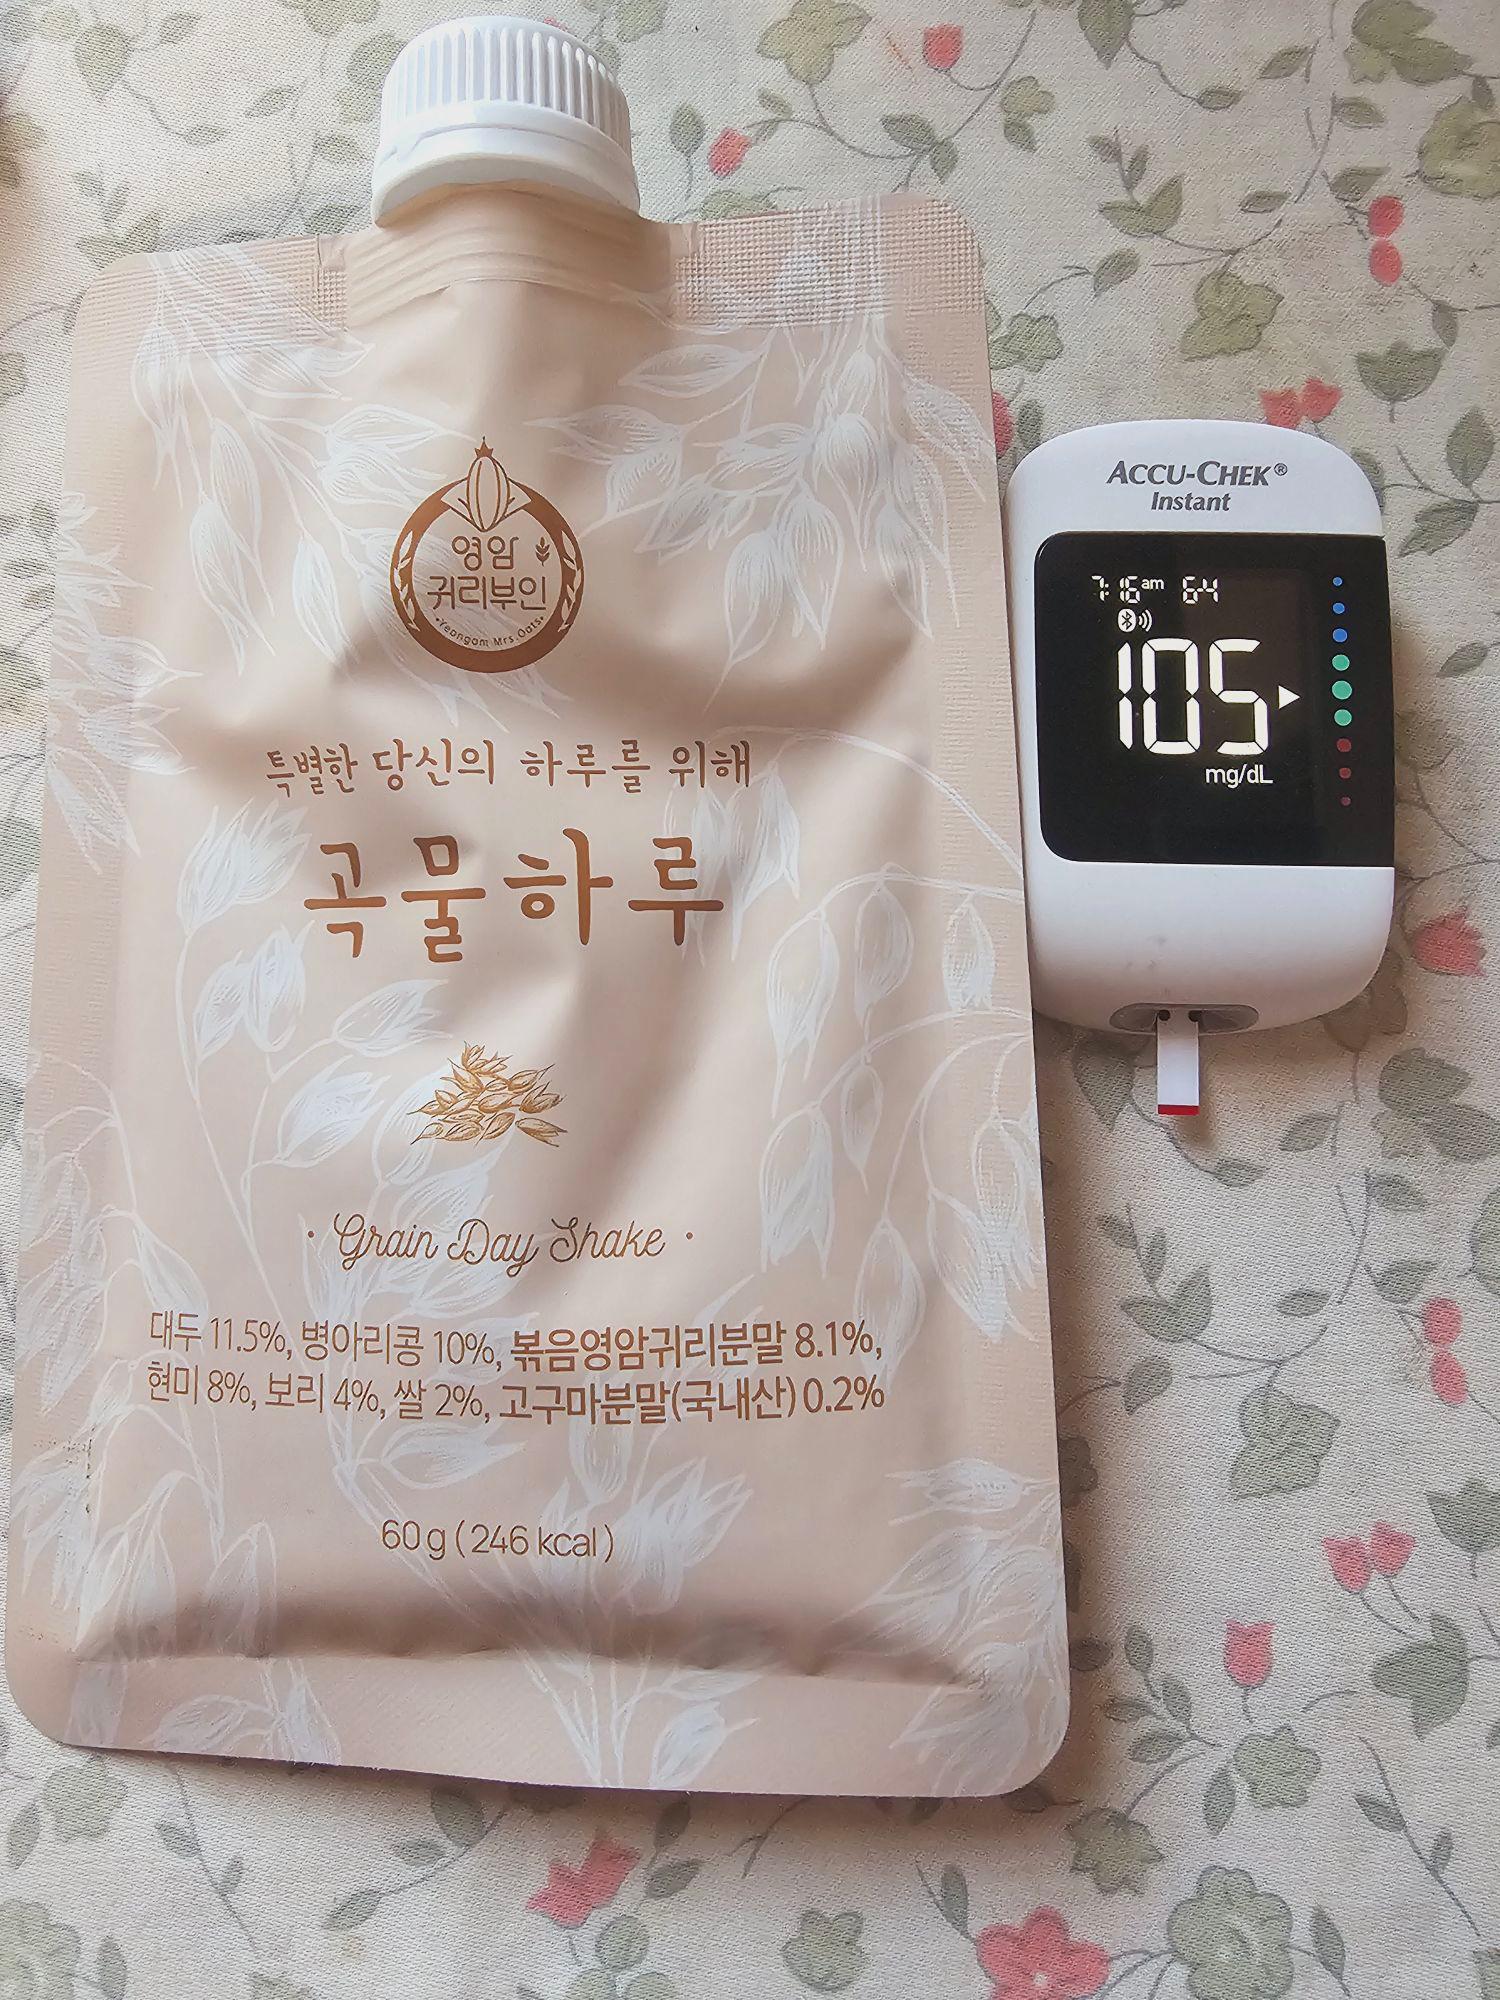 영암
귀리부인
•Yeongam Mrs.Oats•
특별한 당신의 하루를 위해
곡물하루
· Grain Day Shake ·
대두 11.5%, 병아리콩 10%, 볶음영암귀리분말 8.1%,
현미 8%, 보리 4%, 쌀 2%, 고구마분말(국내산) 0.2%
60 g ( 246 kcal )
ACCU-CHEK®
Instant
7:16 am 6-4
105
mg/dL